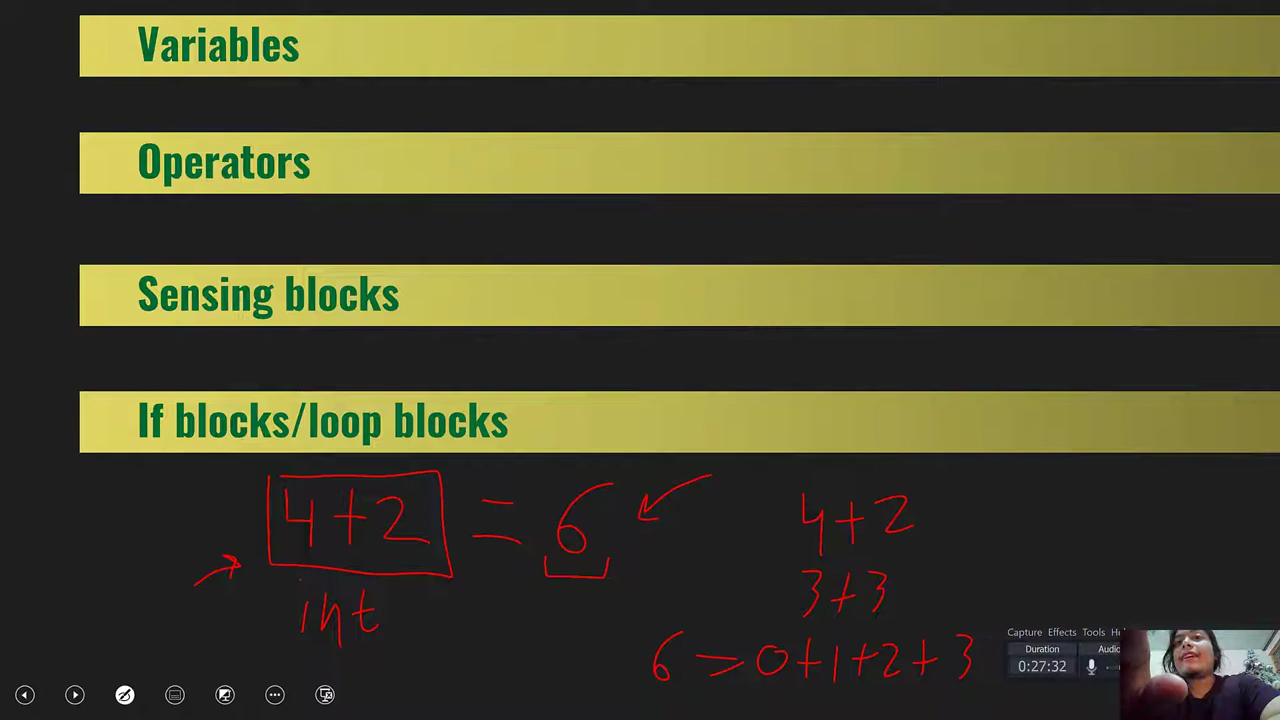 Variables
Operators
Sensing blocks
If blocks/loop blocks
4+2 = 6
int
4+2
3+3
6 > 0+1+2+3
Capture Effects Tools
Duration
0:27:32
Audio